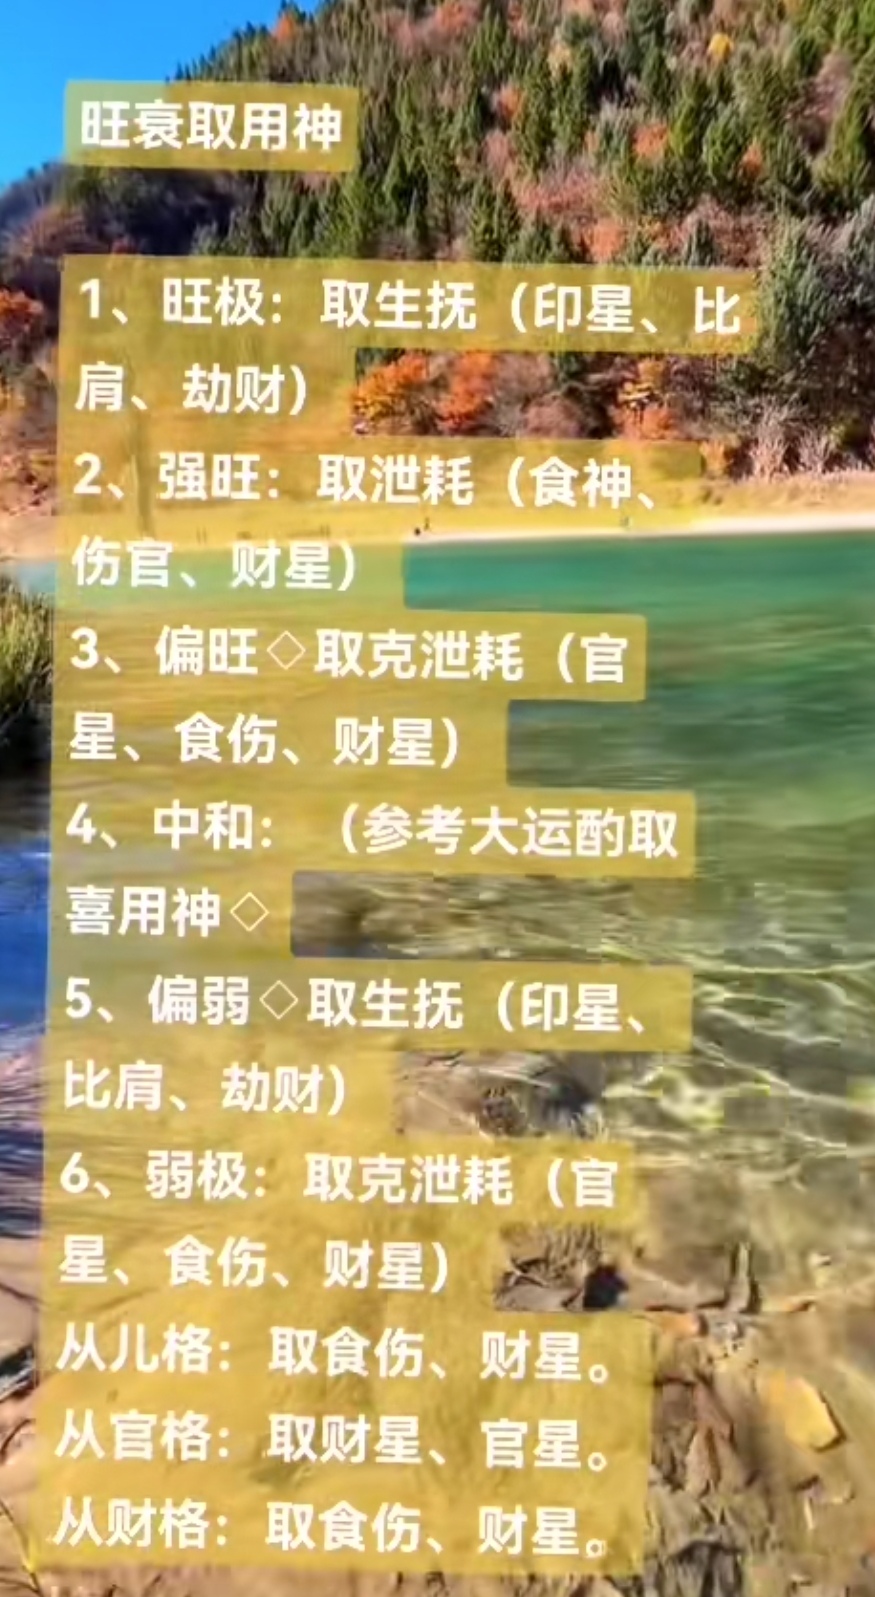 旺衰取用神
1、旺极：取生抚（印星、比
肩、劫财）
2、强旺：取泄耗（食神、
伤官、财星）
3、偏旺◇取克泄耗（官
星、食伤、财星）
4、中和：（参考大运酌取
喜用神◇
5、偏弱◇取生抚（印星、
比肩、劫财）
6、弱极：取克泄耗（官
星、食伤、财星）
从儿格：取食伤、财星。
从官格：取财星、官星。
从财格：取食伤、财星。